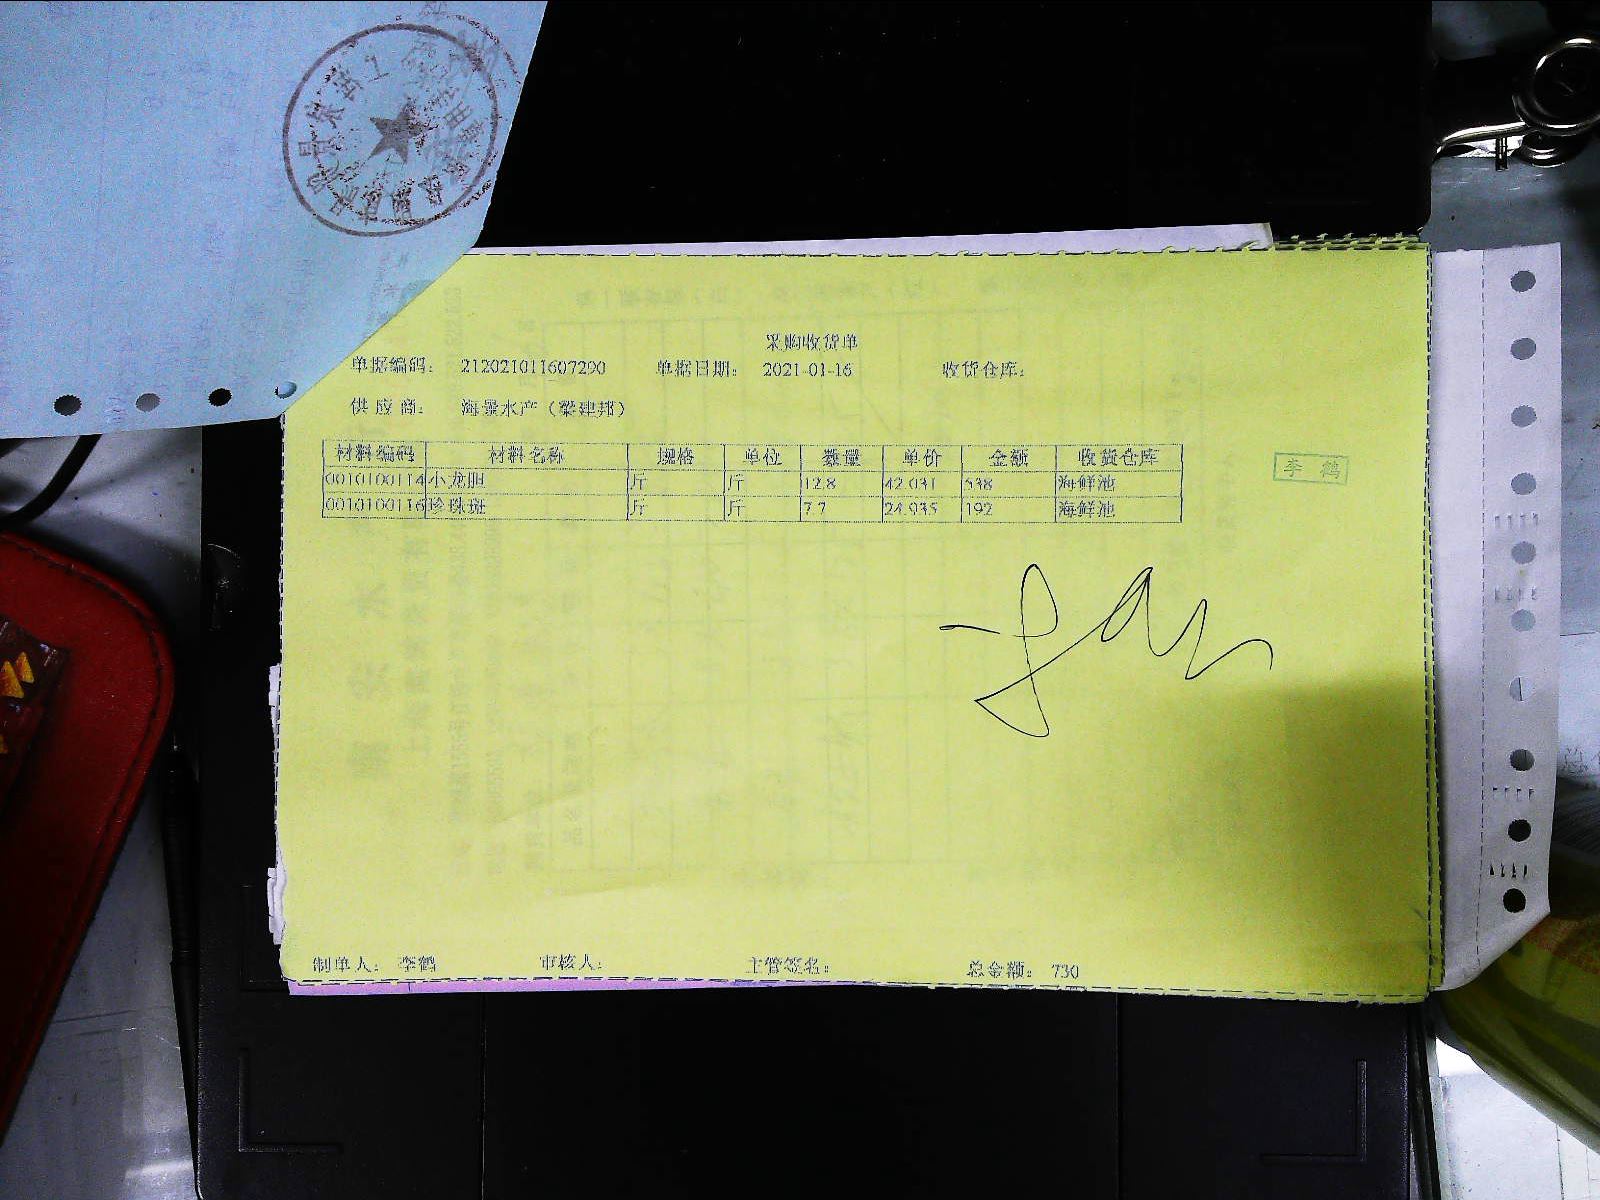 采购收货单
单据编码: 212021011607290 单据日期: 2021-01-16 收货仓库:
供应商: 海景水产（梁建邦）
材料编码 材料名称 规格 单位 数量 单价 金额 收货仓库
0010100114 小龙胆 斤 斤 12.8 42.031 538 海鲜池
0010100116 珍珠斑 斤 斤 7.7 24.935 192 海鲜池
李鹤
制单人: 李鹤 审核人: 主管签名: 总金额: 730